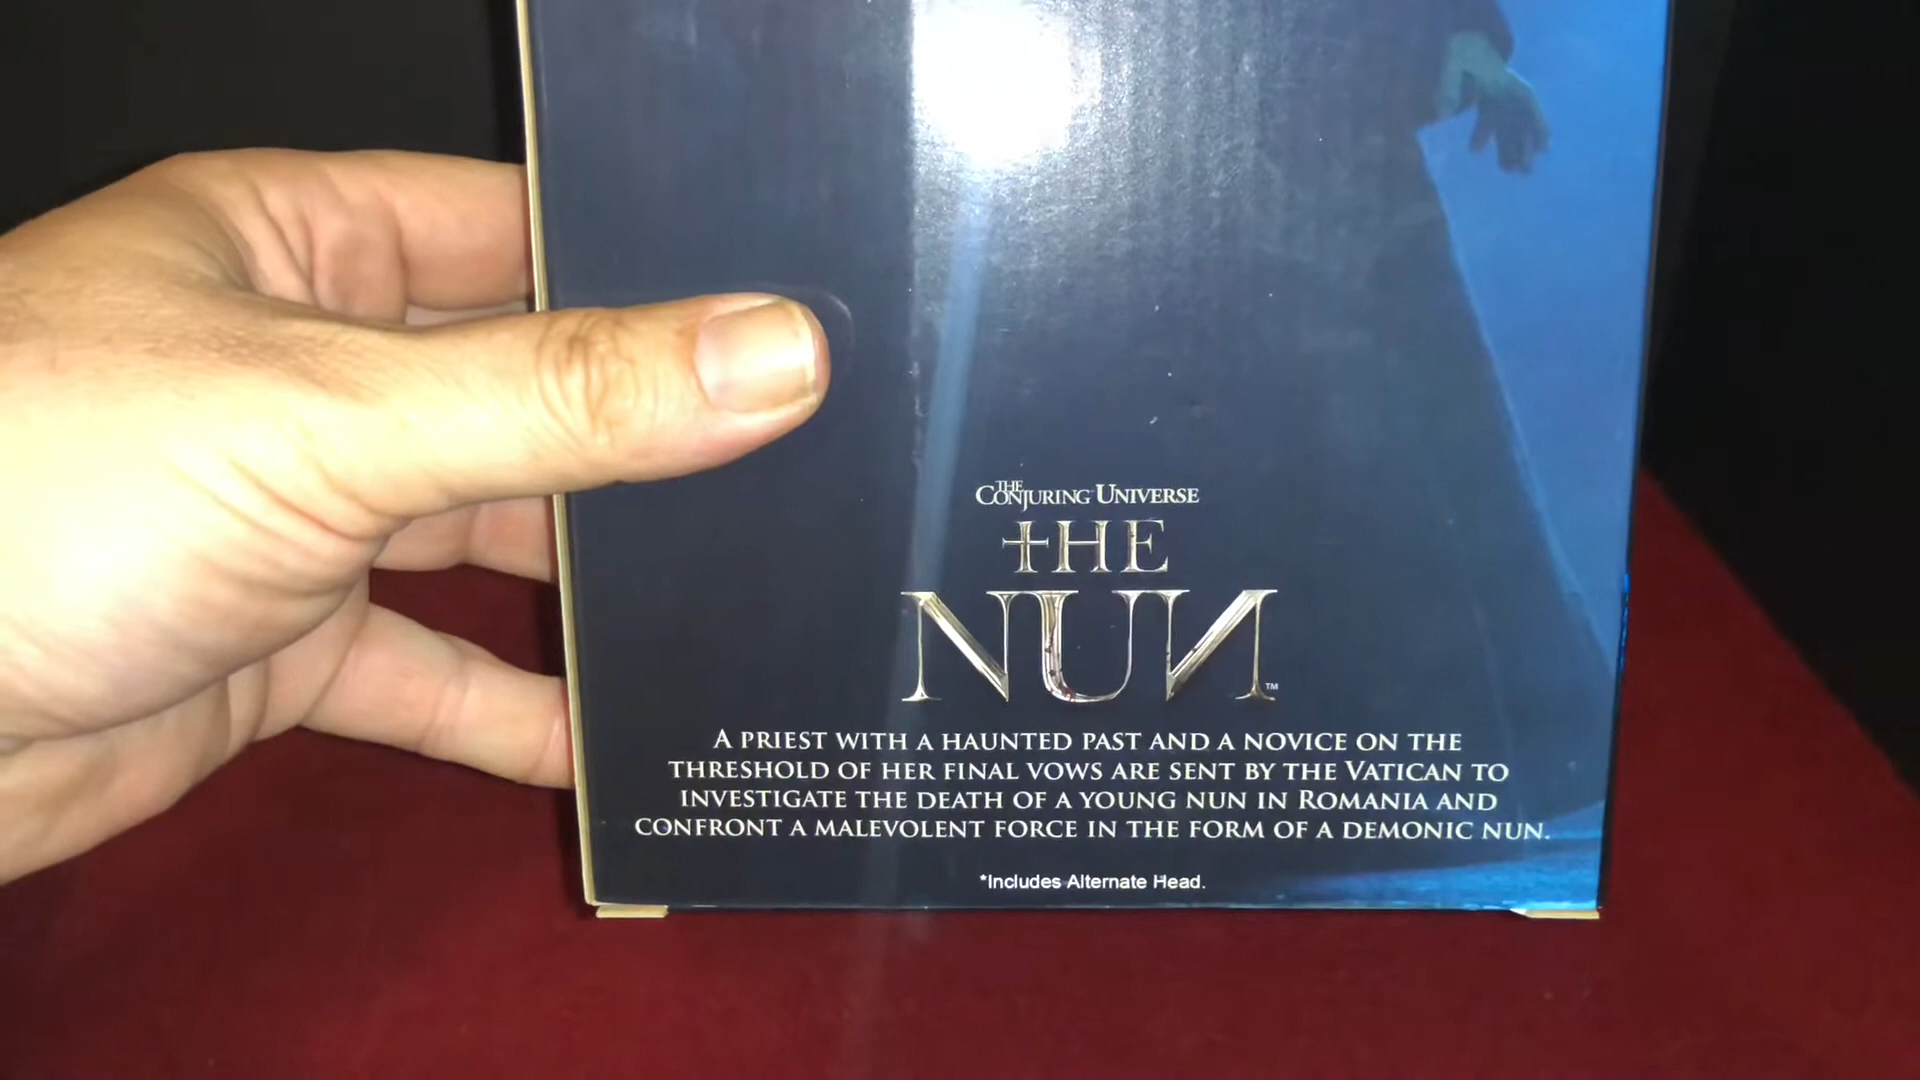 THE CONJURING UNIVERSE
THE
NUN™
A PRIEST WITH A HAUNTED PAST AND A NOVICE ON THE
THRESHOLD OF HER FINAL VOWS ARE SENT BY THE VATICAN TO
INVESTIGATE THE DEATH OF A YOUNG NUN IN ROMANIA AND
CONFRONT A MALEVOLENT FORCE IN THE FORM OF A DEMONIC NUN.
*Includes Alternate Head.